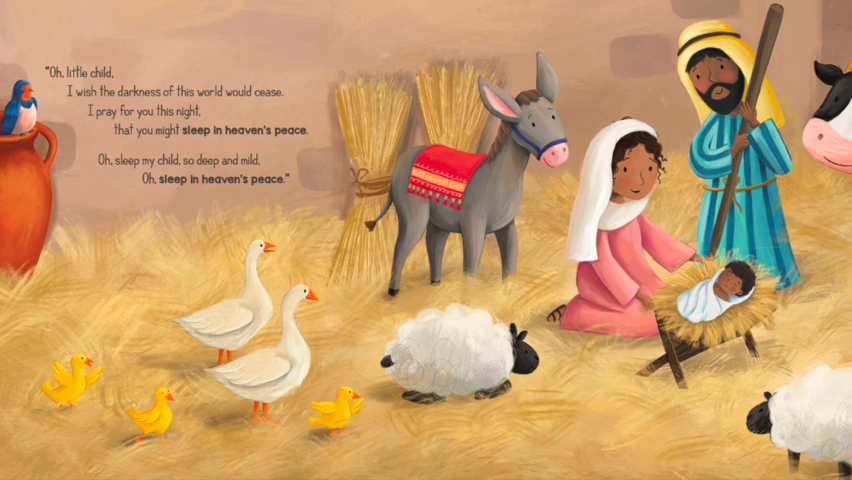 "Oh, little child,
I wish the darkness of this world would cease.
I pray for you this night,
that you might sleep in heaven's peace.
Oh, sleep my child, so deep and mild,
Oh, sleep in heaven's peace."